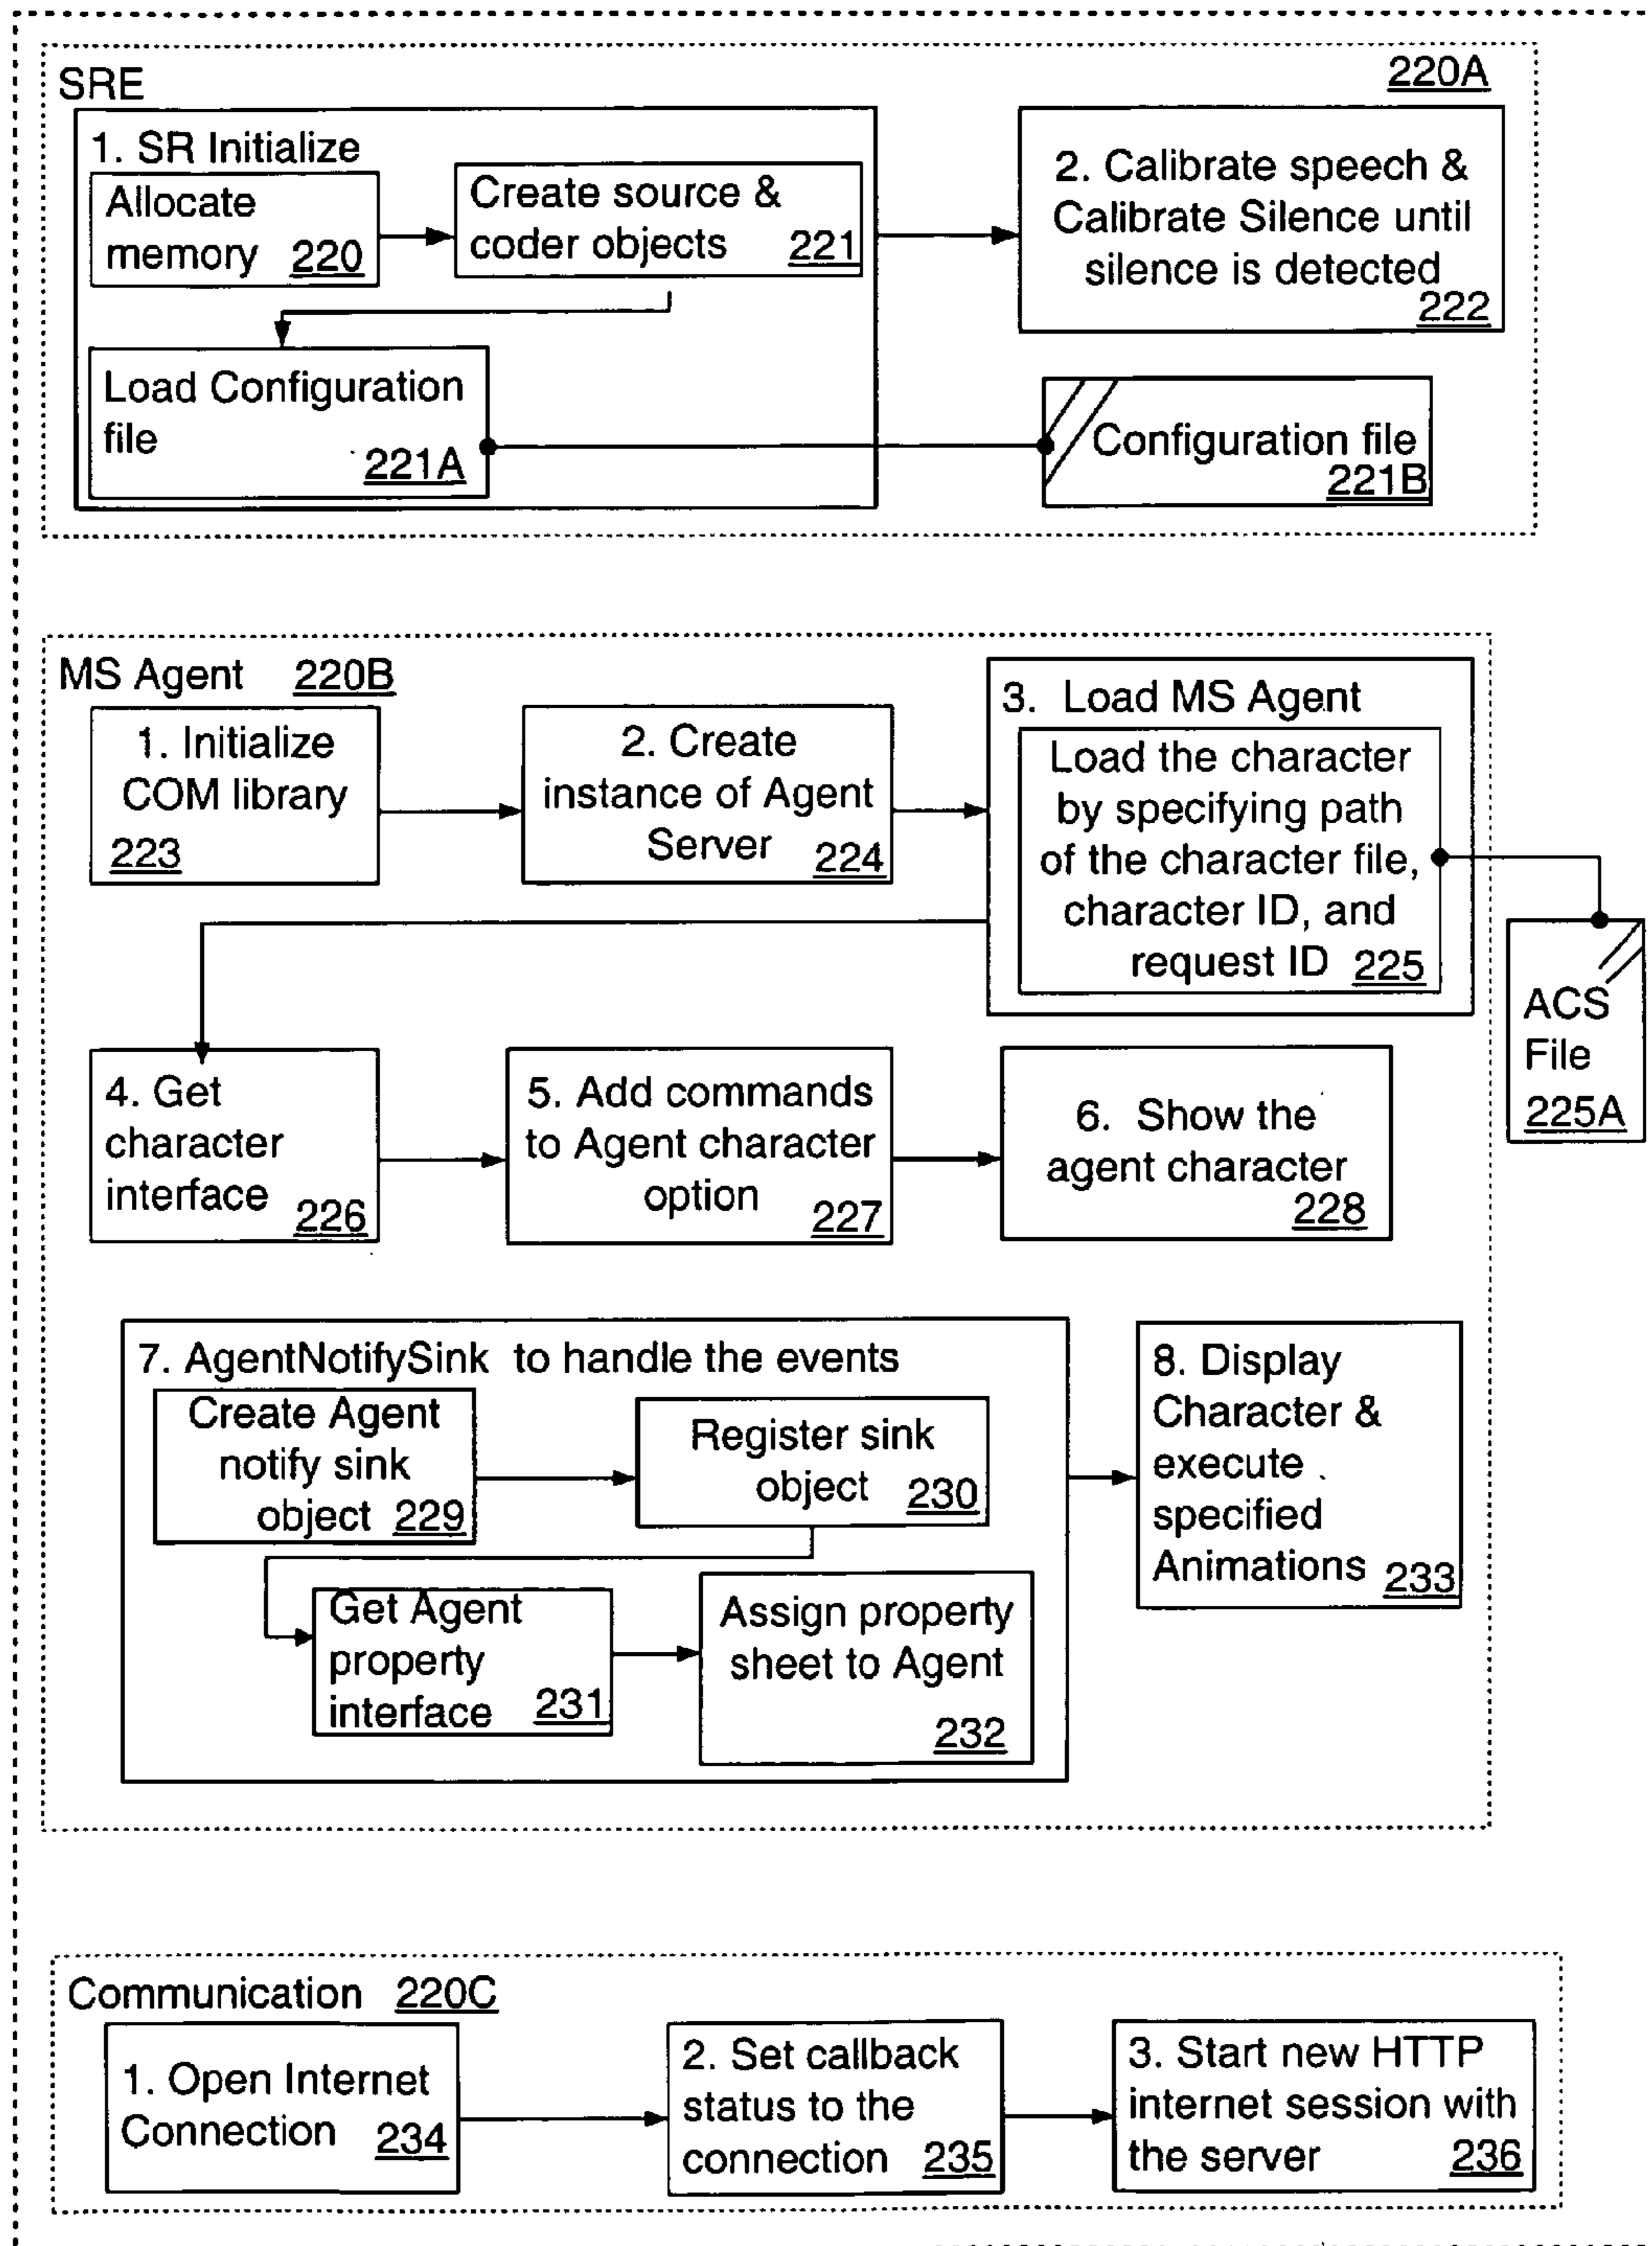 SRE
220A
1. SR Initialize
Allocate
memory 220
Create source &
coder objects 221
2. Calibrate speech &
Calibrate Silence until
silence is detected
222
Load Configuration
file
221A
Configuration file
221B
MS Agent 220B
1. Initialize
COM library
223
2. Create
instance of Agent
Server 224
3. Load MS Agent
Load the character
by specifying path
of the character file,
character ID, and
request ID 225
ACS
File
225A
4. Get
character
interface 226
5. Add commands
to Agent character
option 227
6. Show the
agent character
228
7. AgentNotifySink to handle the events
Create Agent
notify sink
object 229
Register sink
object 230
Get Agent
property
interface 231
Assign property
sheet to Agent
232
8. Display
Character &
execute
specified
Animations 233
Communication 220C
1. Open Internet
Connection 234
2. Set callback
status to the
connection 235
3. Start new HTTP
internet session with
the server 236